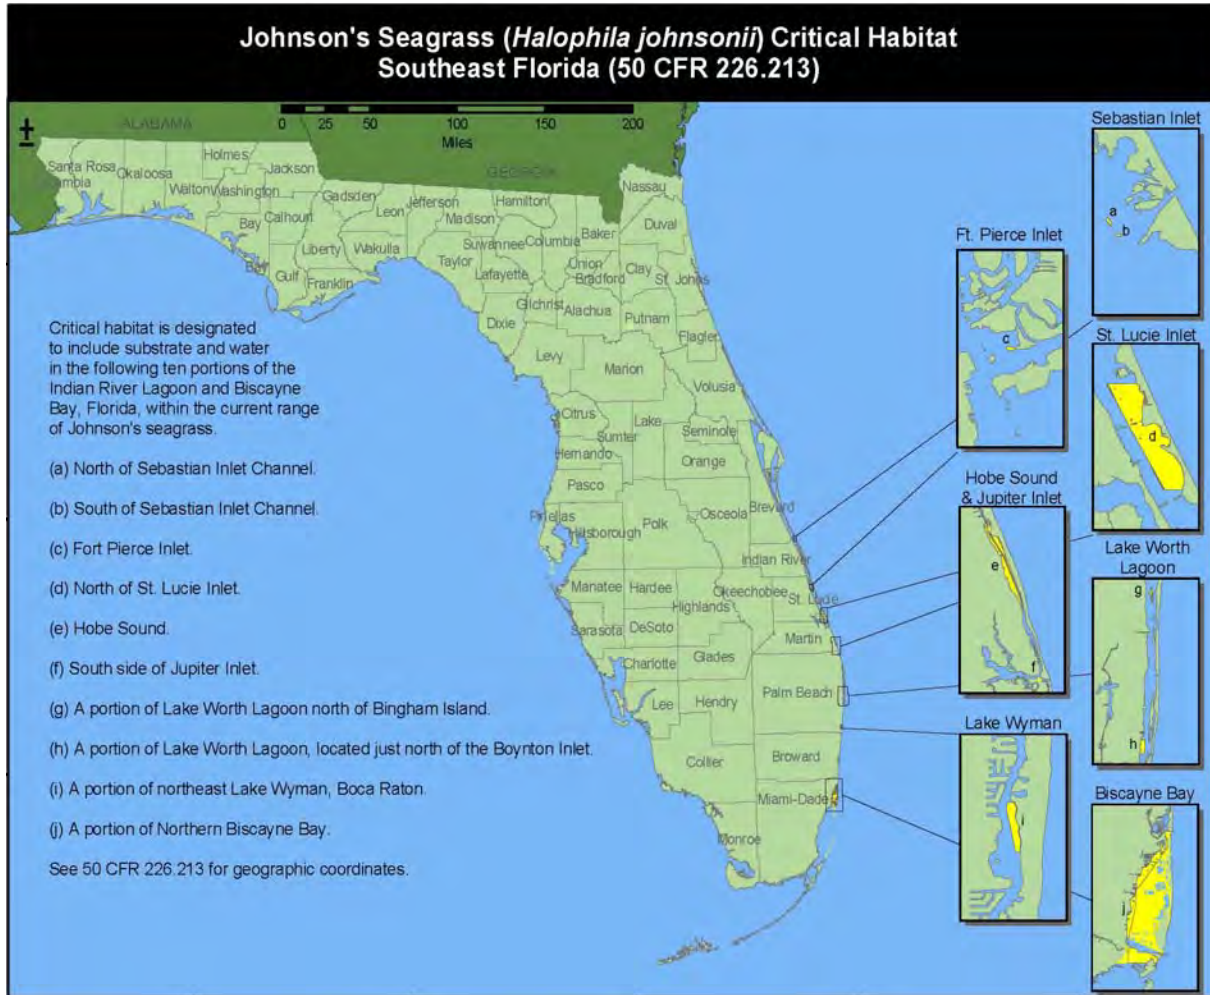 Johnson's Seagrass (Halophila johnsonii) Critical Habitat
Southeast Florida (50 CFR 226.213)
ALABAMA
GEORGIA
0 25 50 100 150 200
Miles
Santa Rosa
Okaloosa
Holmes
Walton
Washington
Jackson
Bay
Calhoun
Gulf
Liberty
Franklin
Gadsden
Leon
Wakulla
Jefferson
Madison
Taylor
Hamilton
Suwannee
Lafayette
Columbia
Dixie
Gilchrist
Baker
Union
Bradford
Alachua
Nassau
Duval
Clay
St. Johns
Putnam
Flagler
Levy
Marion
Volusia
Citrus
Sumter
Lake
Seminole
Hernando
Orange
Pasco
Pinellas
Hillsborough
Polk
Osceola
Brevard
Indian River
Manatee
Hardee
Highlands
Okeechobee
St. Lucie
Sarasota
DeSoto
Martin
Charlotte
Glades
Lee
Hendry
Palm Beach
Collier
Broward
Monroe
Miami-Dade
Critical habitat is designated
to include substrate and water
in the following ten portions of the
Indian River Lagoon and Biscayne
Bay, Florida, within the current range
of Johnson's seagrass.
(a) North of Sebastian Inlet Channel.
(b) South of Sebastian Inlet Channel.
(c) Fort Pierce Inlet.
(d) North of St. Lucie Inlet.
(e) Hobe Sound.
(f) South side of Jupiter Inlet.
(g) A portion of Lake Worth Lagoon north of Bingham Island.
(h) A portion of Lake Worth Lagoon, located just north of the Boynton Inlet.
(i) A portion of northeast Lake Wyman, Boca Raton.
(j) A portion of Northern Biscayne Bay.
See 50 CFR 226.213 for geographic coordinates.
Sebastian Inlet
a
b
Ft. Pierce Inlet
c
St. Lucie Inlet
d
Hobe Sound
& Jupiter Inlet
e
f
Lake Worth
Lagoon
g
h
Lake Wyman
i
Biscayne Bay
j